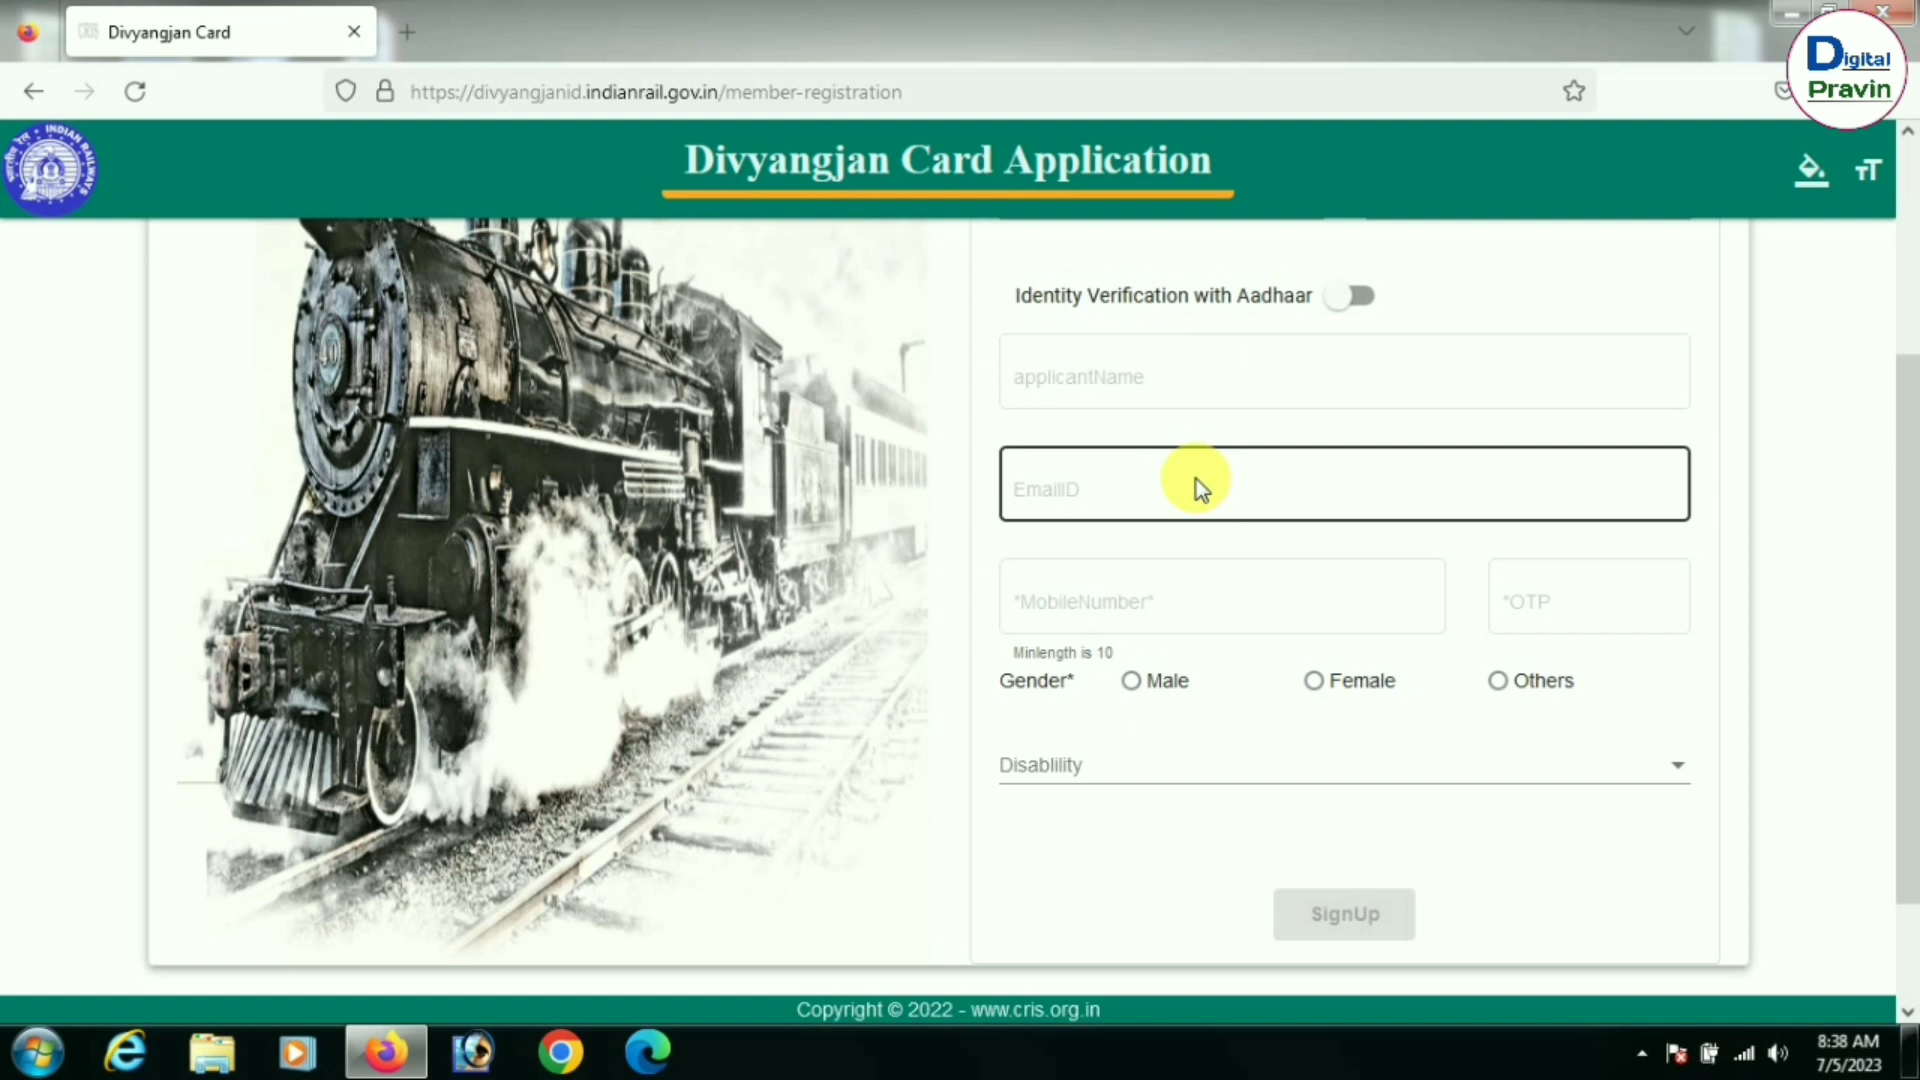 Divyangjan Card
Digital
Pravin
https://divyangjanid.indianrail.gov.in/member-registration
INDIAN RAILWAYS
Divyangjan Card Application
Identity Verification with Aadhaar
applicantName
EmailID
*MobileNumber*
*OTP
Minlength is 10
Gender*
Male
Female
Others
Disablility
SignUp
Copyright © 2022 - www.cris.org.in
8:38 AM
7/5/2023